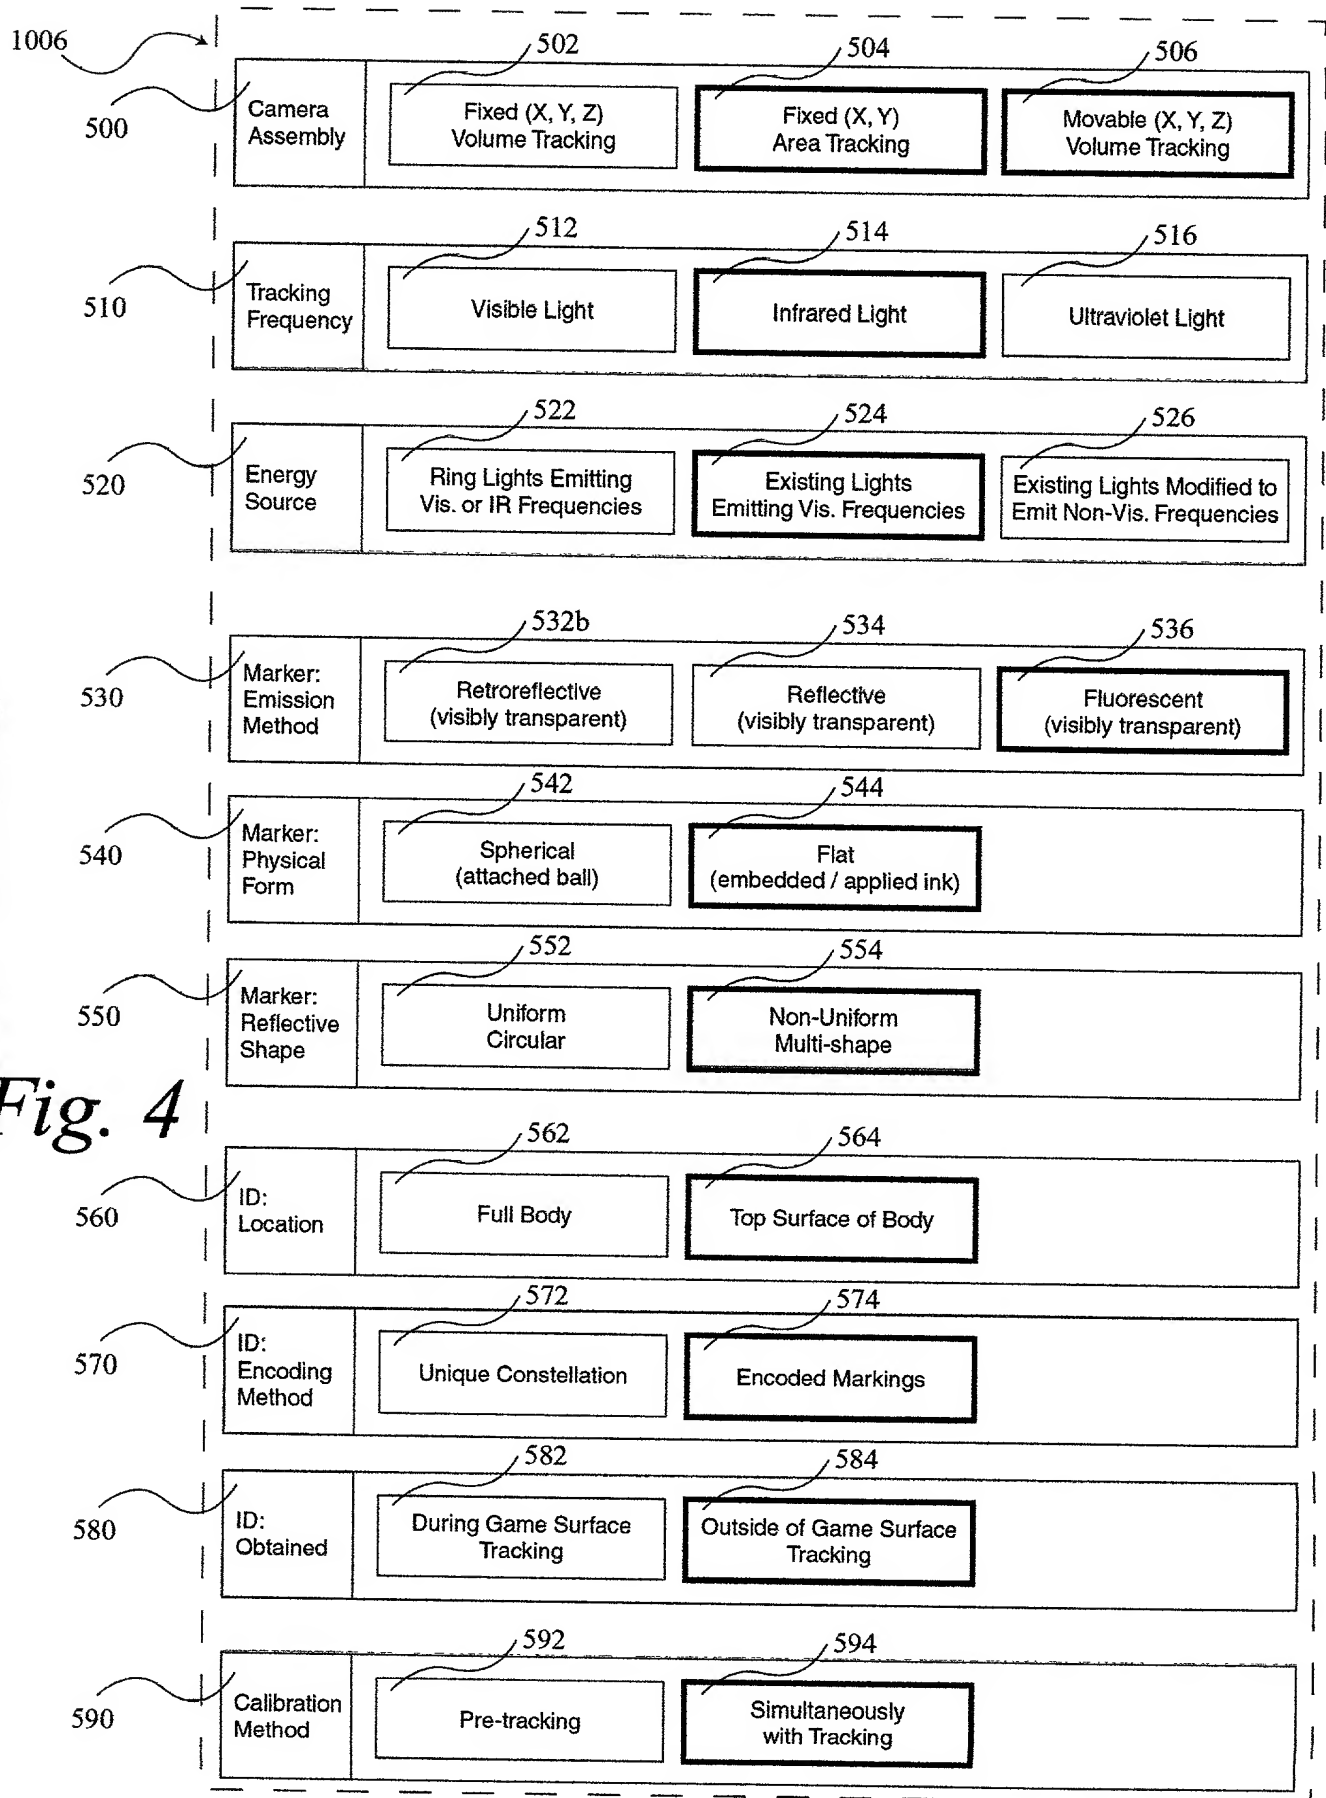 1006
502
504
506
500
Camera
Assembly
Fixed (X, Y, Z)
Volume Tracking
Fixed (X, Y)
Area Tracking
Movable (X, Y, Z)
Volume Tracking
512
514
516
510
Tracking
Frequency
Visible Light
Infrared Light
Ultraviolet Light
522
524
526
520
Energy
Source
Ring Lights Emitting
Vis. or IR Frequencies
Existing Lights
Emitting Vis. Frequencies
Existing Lights Modified to
Emit Non-Vis. Frequencies
532b
534
536
530
Marker:
Emission
Method
Retroreflective
(visibly transparent)
Reflective
(visibly transparent)
Fluorescent
(visibly transparent)
542
544
540
Marker:
Physical
Form
Spherical
(attached ball)
Flat
(embedded / applied ink)
552
554
550
Marker:
Reflective
Shape
Uniform
Circular
Non-Uniform
Multi-shape
Fig. 4
562
564
560
ID:
Location
Full Body
Top Surface of Body
572
574
570
ID:
Encoding
Method
Unique Constellation
Encoded Markings
582
584
580
ID:
Obtained
During Game Surface
Tracking
Outside of Game Surface
Tracking
592
594
590
Calibration
Method
Pre-tracking
Simultaneously
with Tracking